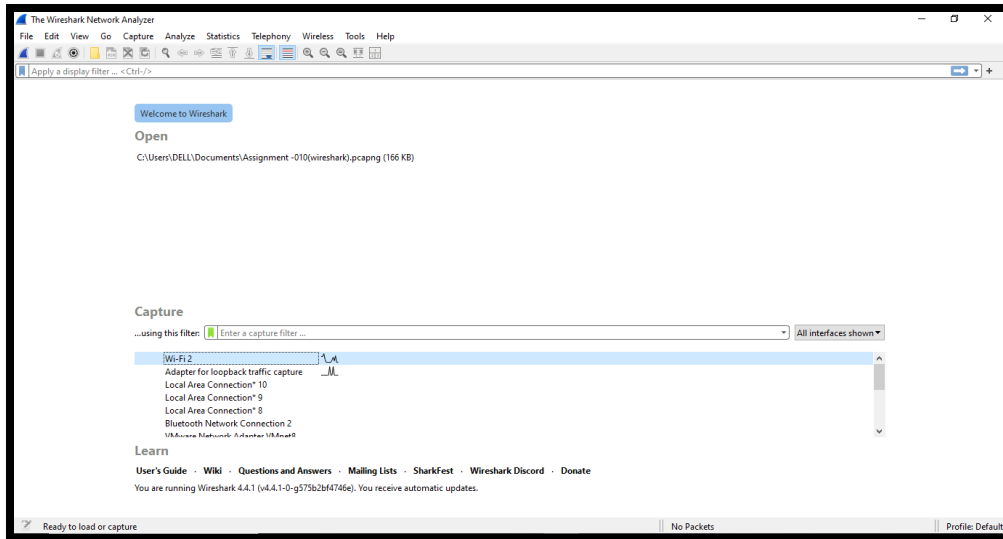 The Wireshark Network Analyzer
File Edit View Go Capture Analyze Statistics Telephony Wireless Tools Help
Apply a display filter ... <Ctrl-/>
Welcome to Wireshark
Open
C:\Users\DELL\Documents\Assignment -010(wireshark).pcapng (166 KB)
Capture
...using this filter: Enter a capture filter ... All interfaces shown
Wi-Fi 2
Adapter for loopback traffic capture
Local Area Connection* 10
Local Area Connection* 9
Local Area Connection* 8
Bluetooth Network Connection 2
VMware Network Adapter VMnet8
Learn
User's Guide · Wiki · Questions and Answers · Mailing Lists · SharkFest · Wireshark Discord · Donate
You are running Wireshark 4.4.1 (v4.4.1-0-g575b2bf4746e). You receive automatic updates.
Ready to load or capture No Packets Profile: Default